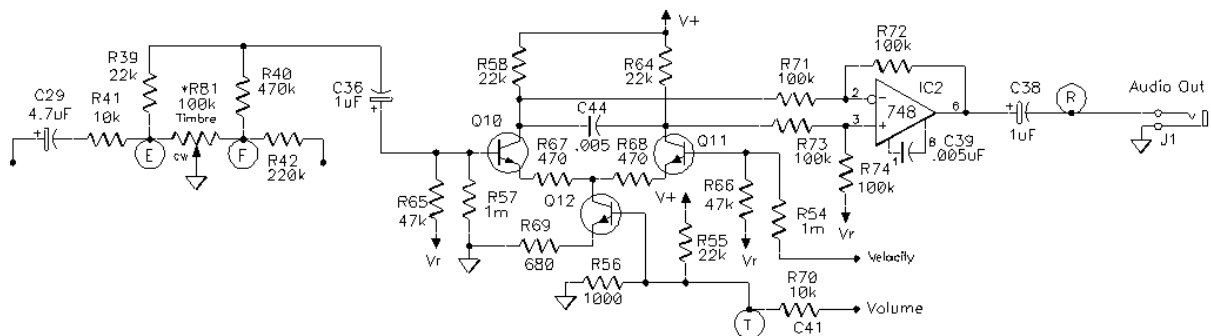 C29
4.7uF
R41
10k
R39
22k
*R81
100k
Timbre
CW
E
F
R40
470k
R42
220k
C36
1uF
R65
47k
Vr
R57
1m
Q10
R58
22k
V+
R64
22k
C44
.005
R67
470
R68
470
Q11
Q12
R69
680
R56
1000
V+
R55
22k
R66
47k
Vr
R54
1m
Velocity
R70
10k
C41
Volume
T
R71
100k
R72
100k
R73
100k
R74
100k
Vr
IC2
748
2
3
6
1
8
C39
.005uF
C38
1uF
R
Audio Out
J1